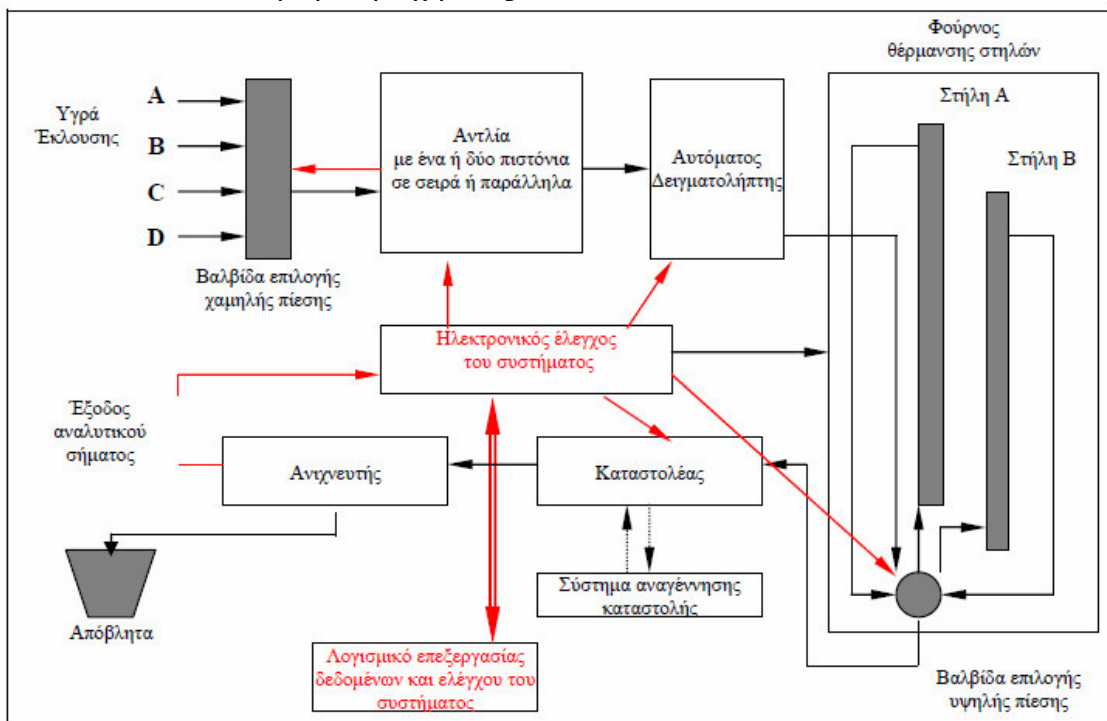 Φούρνος
θέρμανσης στηλών
Υγρά
Έκλουσης
A
B
C
D
Βαλβίδα επιλογής
χαμηλής πίεσης
Αντλία
με ένα ή δύο πιστόνια
σε σειρά ή παράλληλα
Αυτόματος
Δειγματολήπτης
Στήλη Α
Στήλη Β
Ηλεκτρονικός έλεγχος
του συστήματος
Έξοδος
αναλυτικού
σήματος
Ανιχνευτής
Καταστολέας
Σύστημα αναγέννησης
καταστολής
Απόβλητα
Λογισμικό επεξεργασίας
δεδομένων και ελέγχου του
συστήματος
Βαλβίδα επιλογής
υψηλής πίεσης